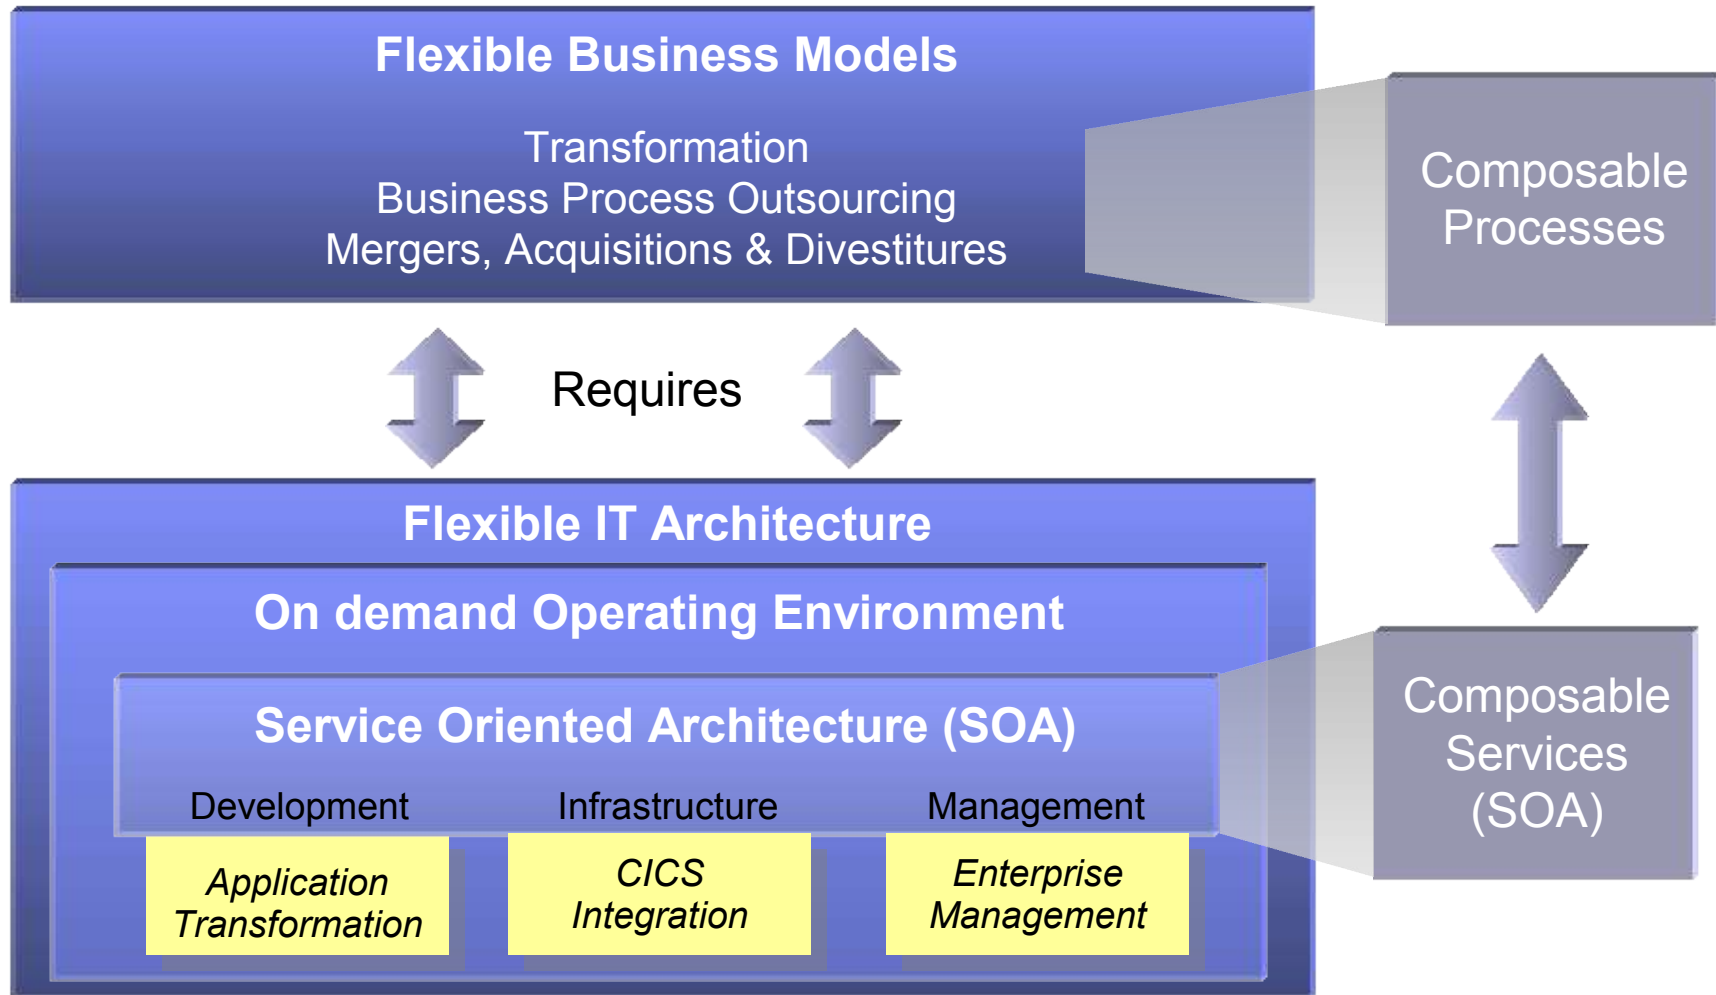 Flexible Business Models
Transformation
Business Process Outsourcing
Mergers, Acquisitions & Divestitures
Composable
Processes
Requires
Flexible IT Architecture
On demand Operating Environment
Service Oriented Architecture (SOA)
Development
Infrastructure
Management
Application
Transformation
CICS
Integration
Enterprise
Management
Composable
Services
(SOA)